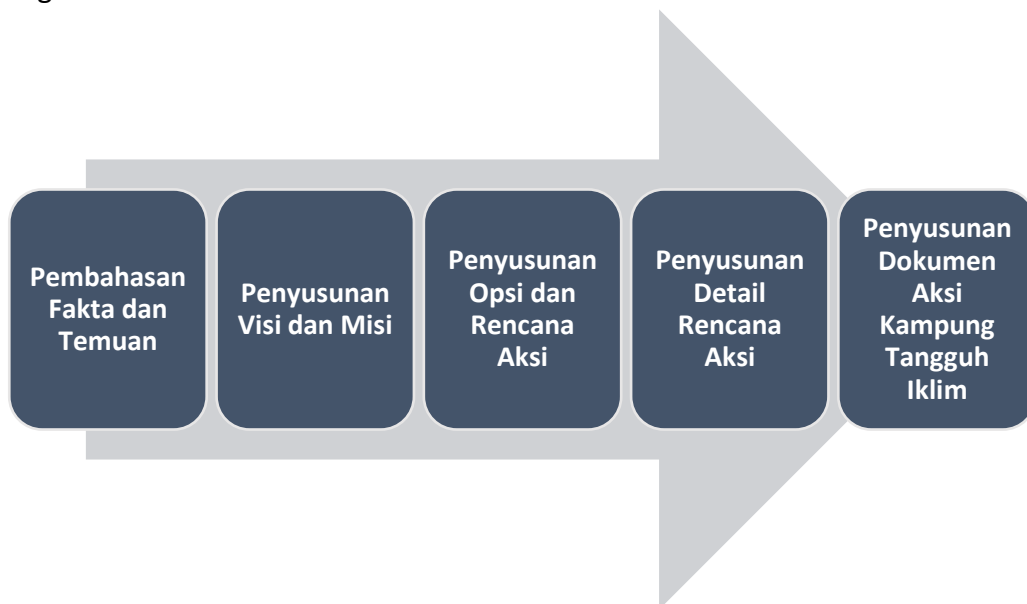 Pembahasan
Fakta dan
Temuan
Penyusunan
Visi dan Misi
Penyusunan
Opsi dan
Rencana
Aksi
Penyusunan
Detail
Rencana
Aksi
Penyusunan
Dokumen
Aksi
Kampung
Tangguh
Iklim